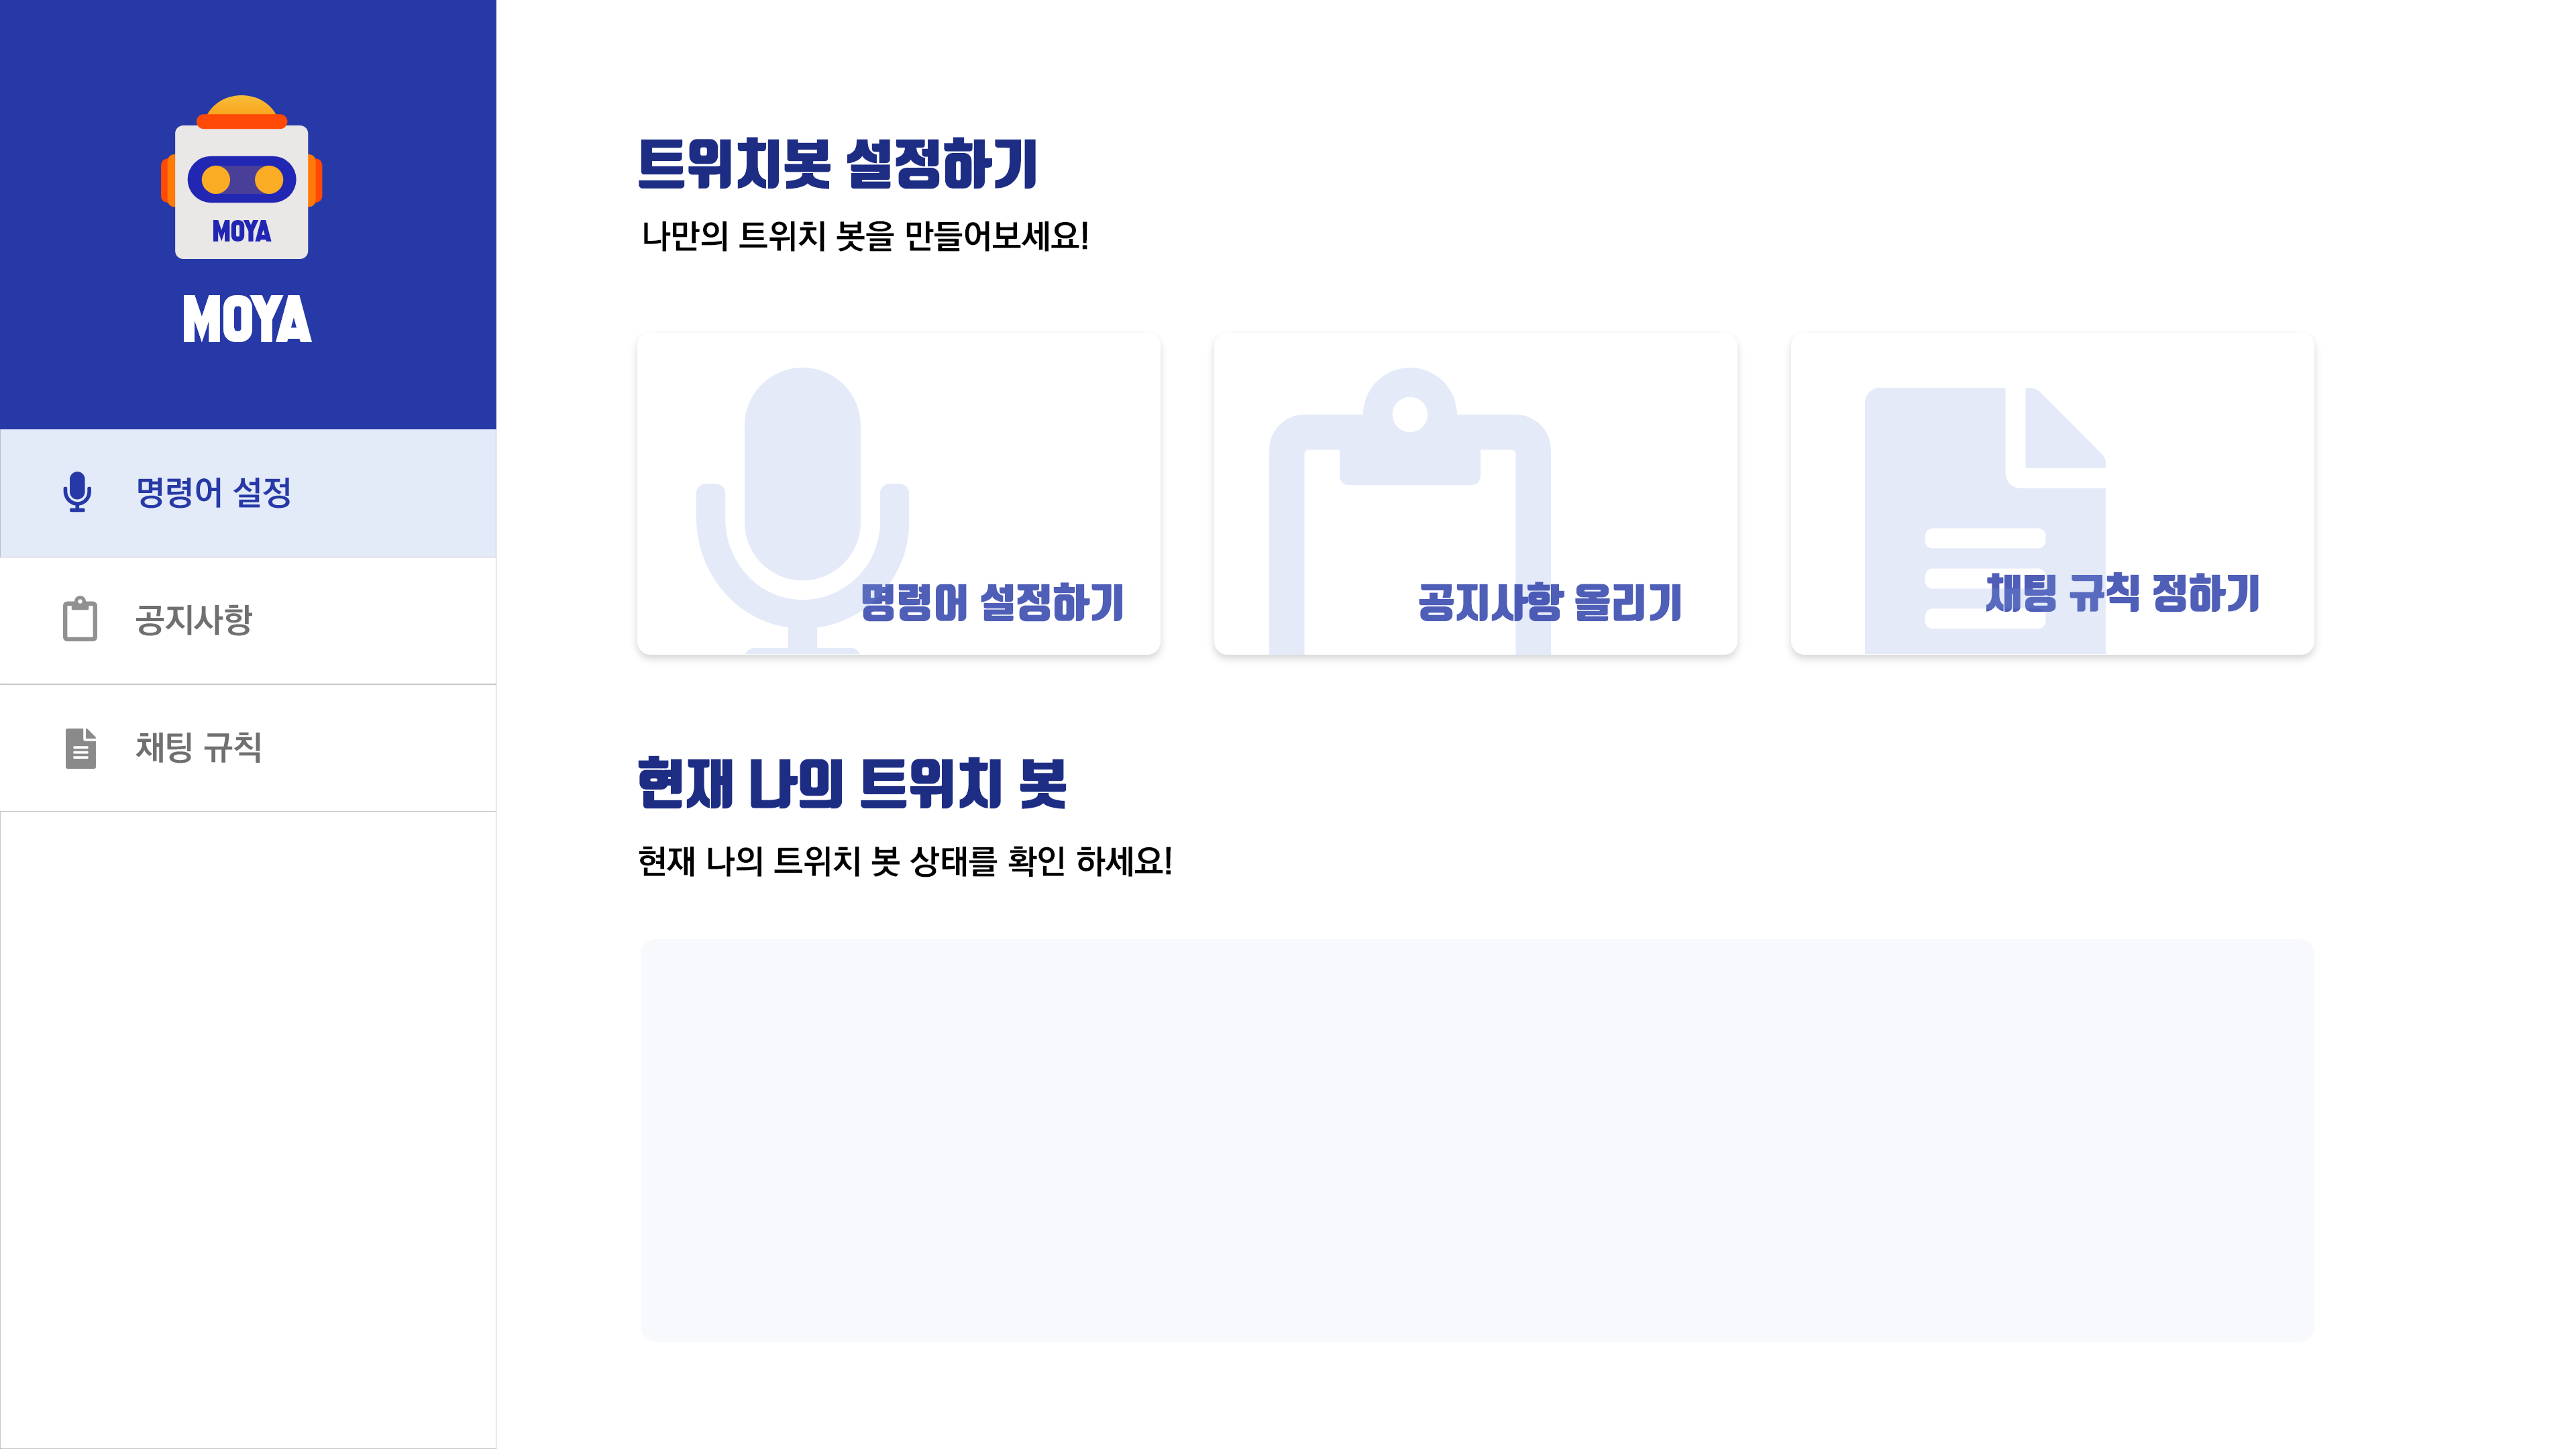 MOYA
MOYA
명령어 설정
공지사항
채팅 규칙
트위치봇 설정하기
나만의 트위치 봇을 만들어보세요!
명령어 설정하기
공지사항 올리기
채팅 규칙 정하기
현재 나의 트위치 봇
현재 나의 트위치 봇 상태를 확인 하세요!